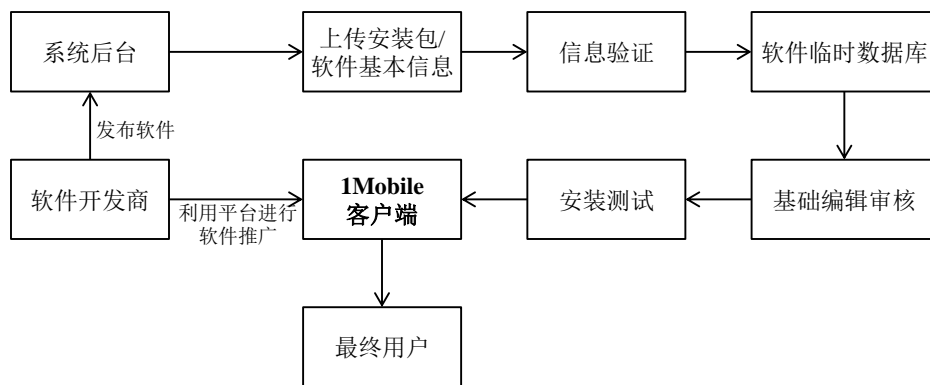 系统后台
上传安装包/
软件基本信息
信息验证
软件临时数据库
发布软件
软件开发商
利用平台进行
软件推广
1Mobile
客户端
安装测试
基础编辑审核
最终用户